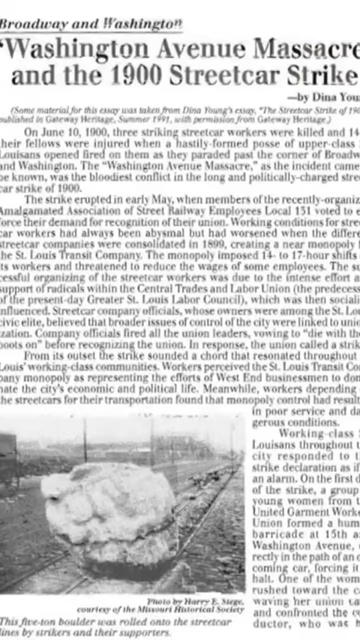 Broadway and Washington
"Washington Avenue Massacre
and the 1900 Streetcar Strike
—by Dina You
(Some material for this essay was taken from Dina Young's essay, "The Streetcar Strike of 190
published in Gateway Heritage, Summer 1991, with permission from Gateway Heritage.)
On June 10, 1900, three striking streetcar workers were killed and 14
their fellows were injured when a hastily-formed posse of upper-class
Louisans opened fired on them as they paraded past the corner of Broad
and Washington. The "Washington Avenue Massacre," as the incident came
be known, was the bloodiest conflict in the long and politically-charged stre
car strike of 1900.
The strike erupted in early May, when members of the recently-organiz
Amalgamated Association of Street Railway Employees Local 131 voted
force their demand for recognition of their union. Working conditions for stre
car workers had always been abysmal but had worsened when the differ
streetcar companies were consolidated in 1899, creating a near monopoly
the St. Louis Transit Company. The monopoly imposed 14- to 17-hour shifts
its workers and threatened to reduce the wages of some employees. The su
cessful organizing of the streetcar workers was due to the intense effort a
support of radicals within the Central Trades and Labor Union (the predeces
of the present-day Greater St. Louis Labor Council), which was then social
influenced. Streetcar company officials, whose owners were among the St. Lou
civic elite, believed that broader issues of control of the city were linked to unio
ization. Company officials fired all the union leaders, vowing to "die with the
boots on" before recognizing the union. In response, the union called a strik
From its outset the strike sounded a chord that resonated throughout
Louis' working-class communities. Workers perceived the St. Louis Transit Co
pany monopoly as representing the efforts of West End businessmen to dom
nate the city's economic and political life. Meanwhile, workers depending
the streetcars for their transportation found that monopoly control had result
in poor service and da
gerous conditions.
Working-class
Louisans throughout t
city responded to t
strike declaration as if
an alarm. On the first d
of the strike, a group
young women from t
United Garment Worke
Union formed a hum
barricade at 15th a
Washington Avenue,
rectly in the path of an o
coming car, forcing it
halt. One of the wom
rushed toward the c
waving her union ca
and confronted the co
ductor, who was t
Photo by Harry E. Siege,
courtesy of the Missouri Historical Society
This five-ton boulder was rolled onto the streetcar
lines by strikers and their supporters.